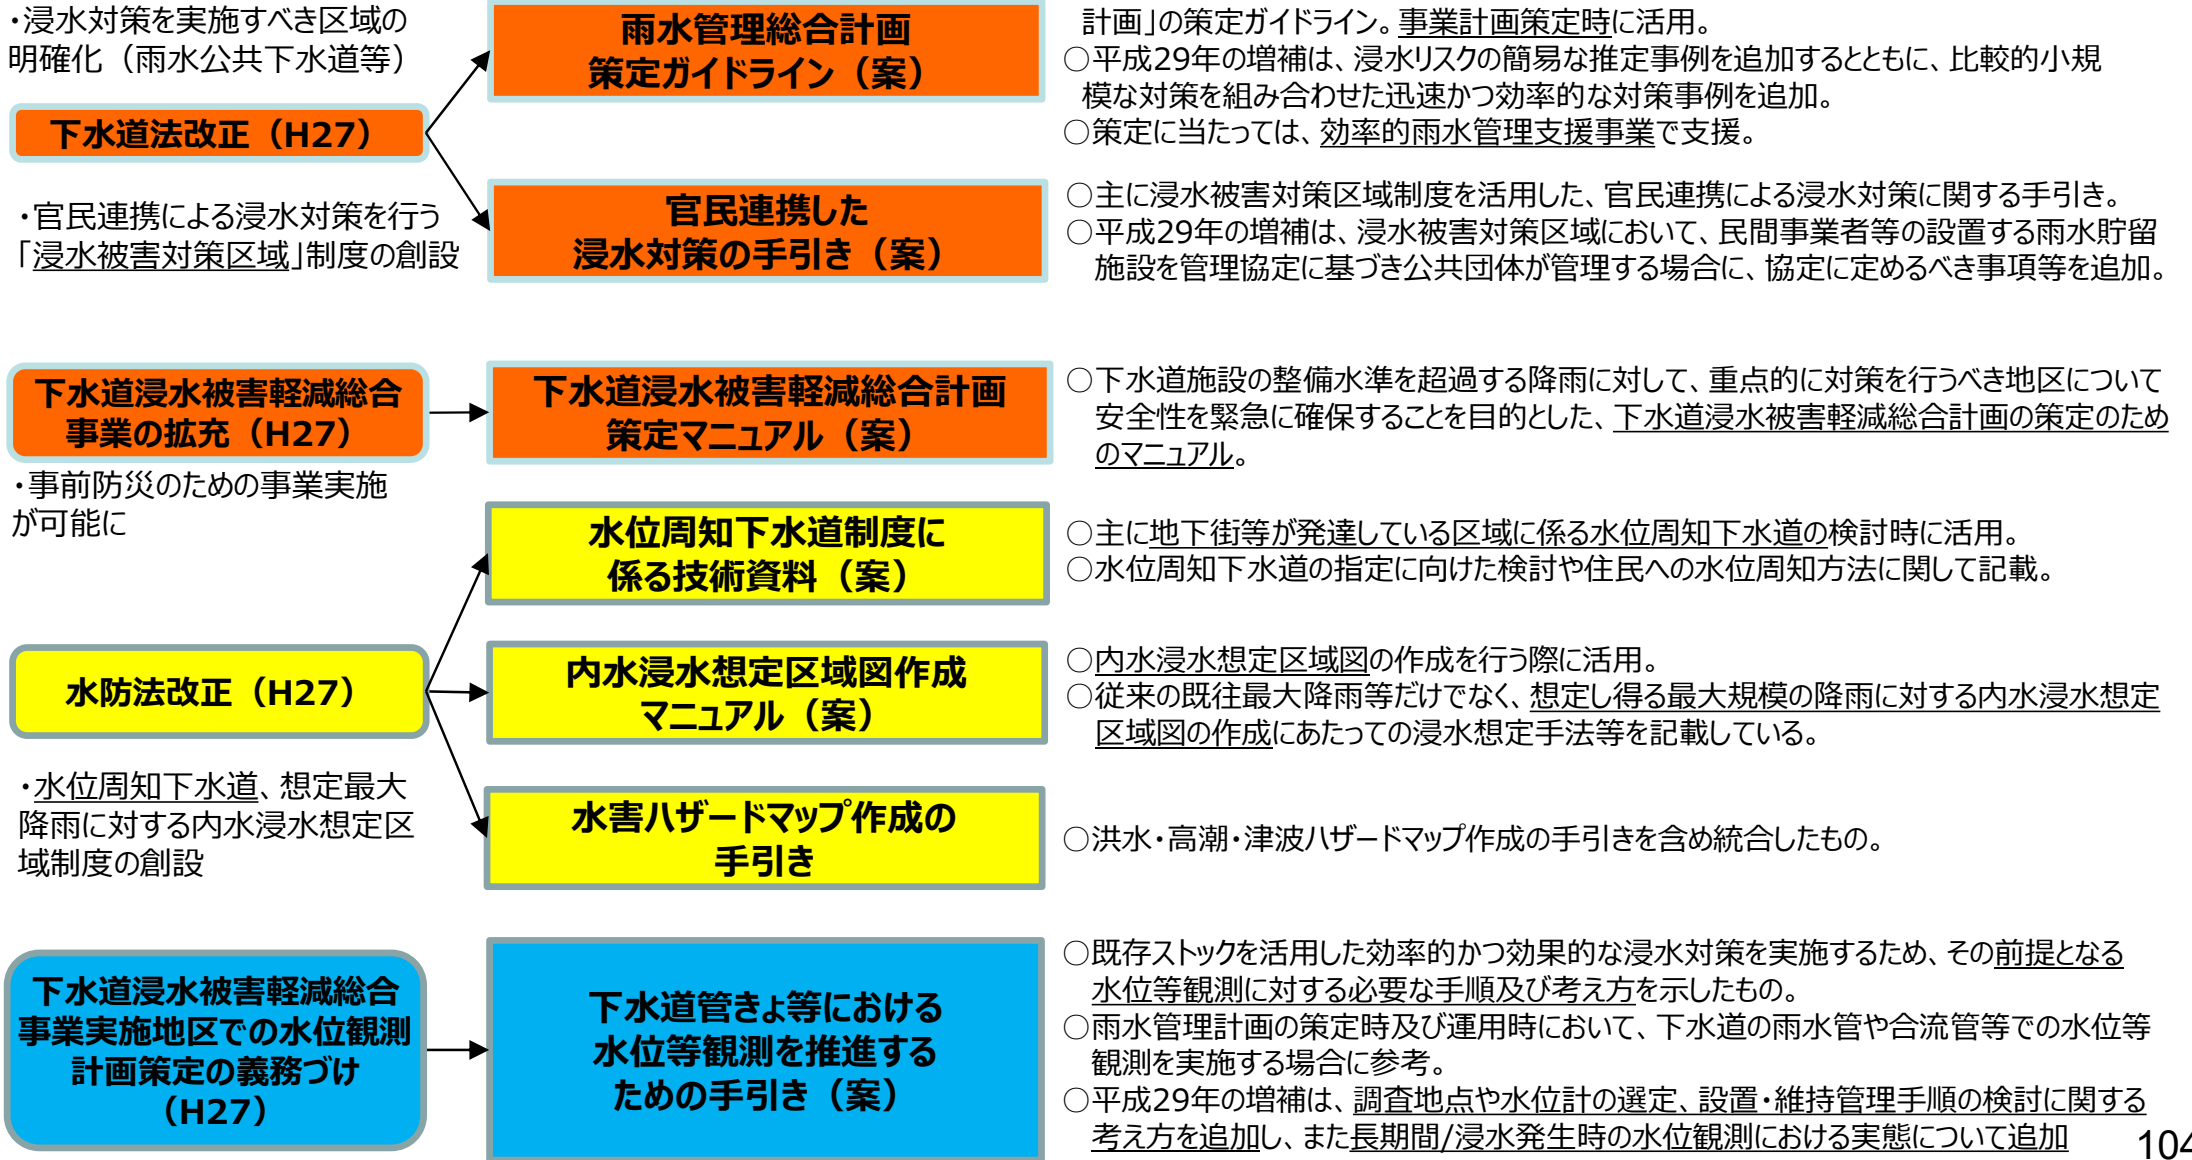 ・浸水対策を実施すべき区域の
明確化（雨水公共下水道等）
下水道法改正（H27）
・官民連携による浸水対策を行う
「浸水被害対策区域」制度の創設
雨水管理総合計画
策定ガイドライン（案）
計画」の策定ガイドライン。事業計画策定時に活用。
○平成29年の増補は、浸水リスクの簡易な推定事例を追加するとともに、比較的小規
模な対策を組み合わせた迅速かつ効率的な対策事例を追加。
○策定に当たっては、効率的雨水管理支援事業で支援。
官民連携した
浸水対策の手引き（案）
○主に浸水被害対策区域制度を活用した、官民連携による浸水対策に関する手引き。
○平成29年の増補は、浸水被害対策区域において、民間事業者等の設置する雨水貯留
施設を管理協定に基づき公共団体が管理する場合に、協定に定めるべき事項等を追加。
下水道浸水被害軽減総合
事業の拡充（H27）
・事前防災のための事業実施
が可能に
下水道浸水被害軽減総合計画
策定マニュアル（案）
○下水道施設の整備水準を超過する降雨に対して、重点的に対策を行うべき地区について
安全性を緊急に確保することを目的とした、下水道浸水被害軽減総合計画の策定のため
のマニュアル。
水防法改正（H27）
・水位周知下水道、想定最大
降雨に対する内水浸水想定区
域制度の創設
水位周知下水道制度に
係る技術資料（案）
○主に地下街等が発達している区域に係る水位周知下水道の検討時に活用。
○水位周知下水道の指定に向けた検討や住民への水位周知方法に関して記載。
内水浸水想定区域図作成
マニュアル（案）
○内水浸水想定区域図の作成を行う際に活用。
○従来の既往最大降雨等だけでなく、想定し得る最大規模の降雨に対する内水浸水想定
区域図の作成にあたっての浸水想定手法等を記載している。
水害ハザードマップ作成の
手引き
○洪水・高潮・津波ハザードマップ作成の手引きを含め統合したもの。
下水道浸水被害軽減総合
事業実施地区での水位観測
計画策定の義務づけ
（H27）
下水道管きょ等における
水位等観測を推進する
ための手引き（案）
○既存ストックを活用した効率的かつ効果的な浸水対策を実施するため、その前提となる
水位等観測に対する必要な手順及び考え方を示したもの。
○雨水管理計画の策定時及び運用時において、下水道の雨水管や合流管等での水位等
観測を実施する場合に参考。
○平成29年の増補は、調査地点や水位計の選定、設置・維持管理手順の検討に関する
考え方を追加し、また長期間/浸水発生時の水位観測における実態について追加
104